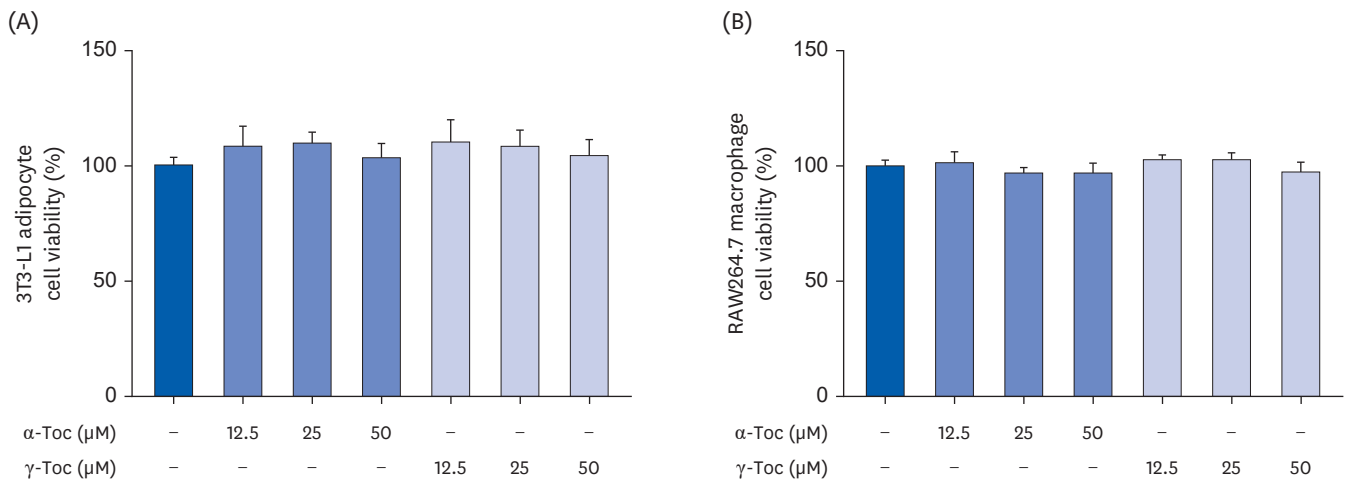 (A)
150
100
50
0
3T3-L1 adipocyte
cell viability (%)
α-Toc (µM) – 12.5 25 50 – – –
γ-Toc (µM) – – – – 12.5 25 50
(B)
150
100
50
0
RAW264.7 macrophage
cell viability (%)
α-Toc (µM) – 12.5 25 50 – – –
γ-Toc (µM) – – – – 12.5 25 50